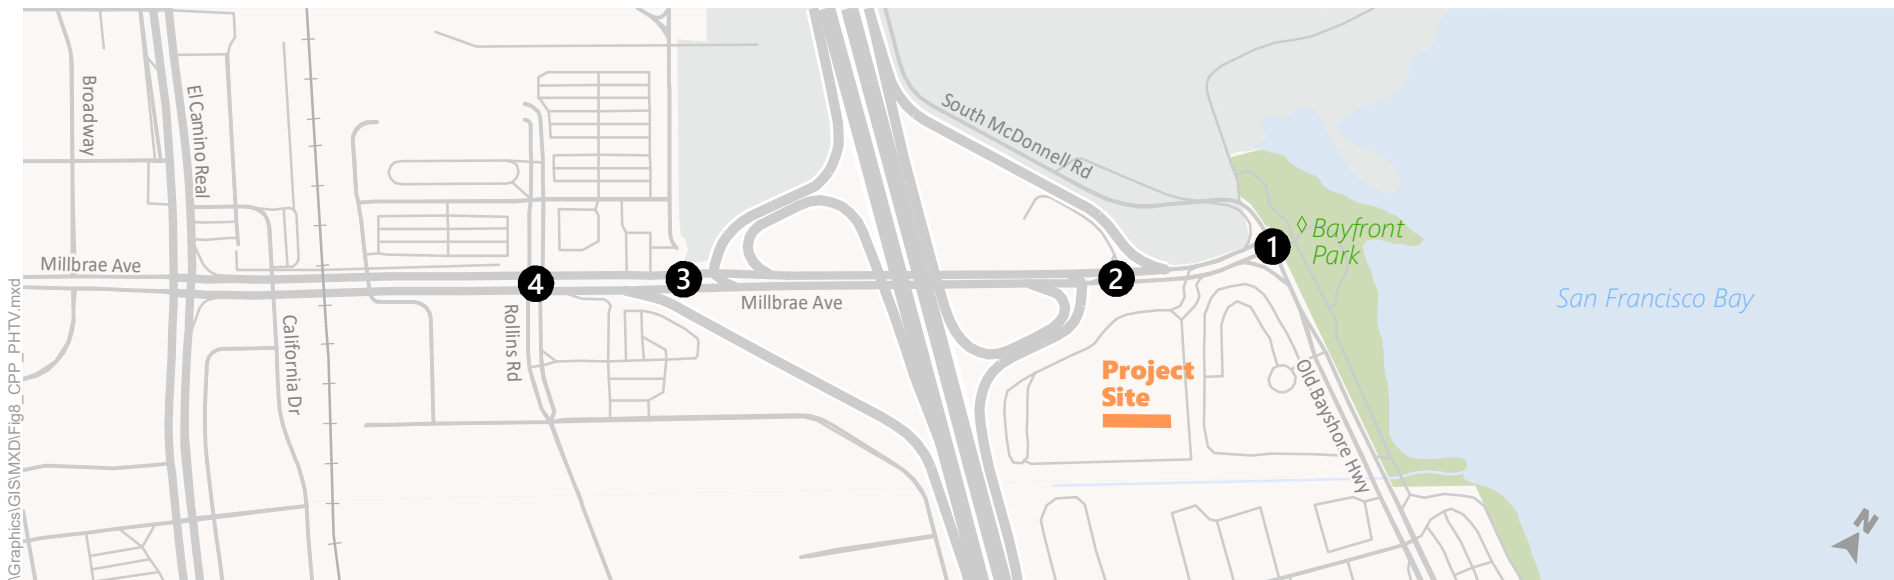 Broadway
El Camino Real
South McDonnell Rd
Bayfront
Park
1
Millbrae Ave
4
3
2
Millbrae Ave
San Francisco Bay
Rollins Rd
California Dr
Project
Site
Old Bayshore Hwy
N
\Graphics\GIS\MXD\Fig8_CPP_PHTV.mxd